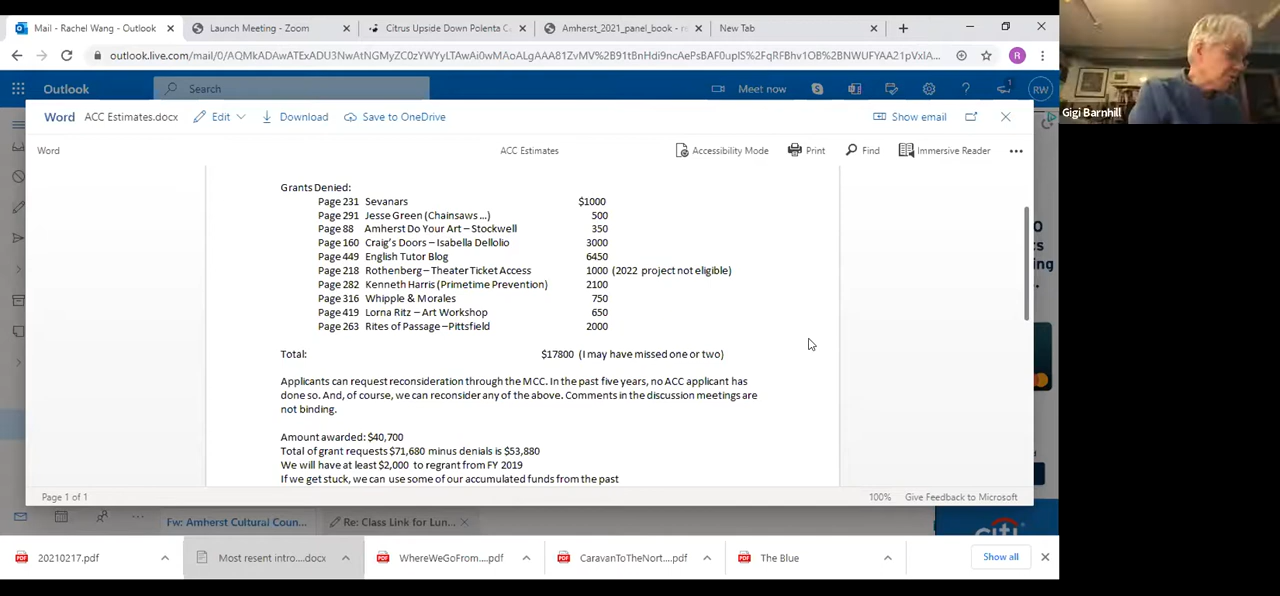 Mail - Rachel Wang - Outlook
Launch Meeting - Zoom
Citrus Upside Down Polenta C
Amherst_2021_panel_book -
New Tab
Outlook
Search
Meet now
RW
Gigi Barnhill
Word ACC Estimates.docx Edit Download Save to OneDrive Show email
Word ACC Estimates Accessibility Mode Print Find Immersive Reader
Grants Denied:
Page 231 Sevanars $1000
Page 291 Jesse Green (Chainsaws ...) 500
Page 88 Amherst Do Your Art – Stockwell 350
Page 160 Craig's Doors – Isabella Dellolio 3000
Page 449 English Tutor Blog 6450
Page 218 Rothenberg – Theater Ticket Access 1000 (2022 project not eligible)
Page 282 Kenneth Harris (Primetime Prevention) 2100
Page 316 Whipple & Morales 750
Page 419 Lorna Ritz – Art Workshop 650
Page 263 Rites of Passage –Pittsfield 2000
Total: $17800 (I may have missed one or two)
Applicants can request reconsideration through the MCC. In the past five years, no ACC applicant has
done so. And, of course, we can reconsider any of the above. Comments in the discussion meetings are
not binding.
Amount awarded: $40,700
Total of grant requests $71,680 minus denials is $53,880
We will have at least $2,000 to regrant from FY 2019
If we get stuck, we can use some of our accumulated funds from the past
Page 1 of 1 100% Give Feedback to Microsoft
Fw: Amherst Cultural Coun... Re: Class Link for Lun...
citi
20210217.pdf
Most recent intro....docx
WhereWeGoFrom....pdf
CaravanToTheNort....pdf
The Blue
Show all